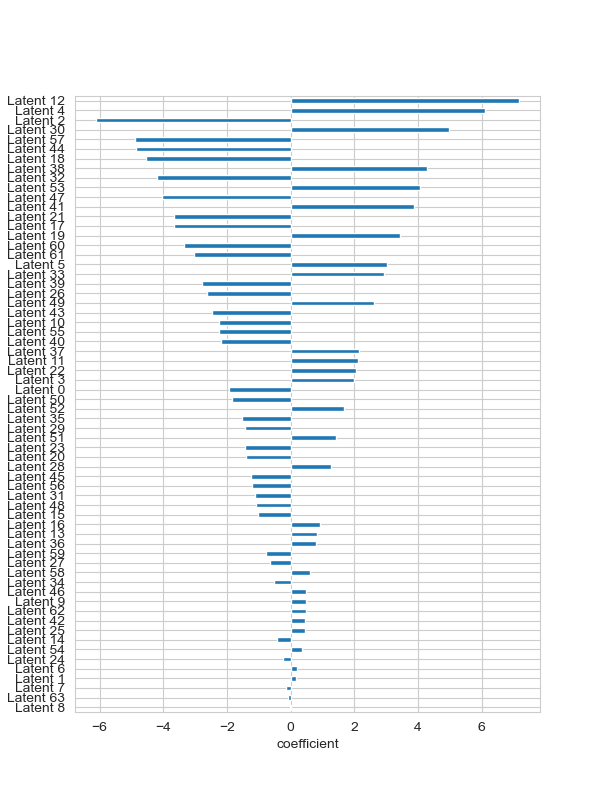 Latent 12
Latent 4
Latent 2
Latent 30
Latent 57
Latent 44
Latent 18
Latent 38
Latent 32
Latent 53
Latent 47
Latent 41
Latent 21
Latent 17
Latent 19
Latent 60
Latent 61
Latent 5
Latent 33
Latent 39
Latent 26
Latent 49
Latent 43
Latent 10
Latent 55
Latent 40
Latent 37
Latent 11
Latent 22
Latent 3
Latent 0
Latent 50
Latent 52
Latent 35
Latent 29
Latent 51
Latent 23
Latent 20
Latent 28
Latent 45
Latent 56
Latent 31
Latent 48
Latent 15
Latent 16
Latent 13
Latent 36
Latent 59
Latent 27
Latent 58
Latent 34
Latent 46
Latent 9
Latent 62
Latent 42
Latent 25
Latent 14
Latent 54
Latent 24
Latent 6
Latent 1
Latent 7
Latent 63
Latent 8
−6 −4 −2 0 2 4 6
coefficient